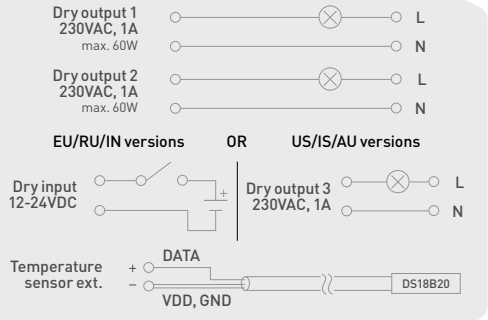 Dry output 1
230VAC, 1A
max. 60W
L
N
Dry output 2
230VAC, 1A
max. 60W
L
N
EU/RU/IN versions OR US/IS/AU versions
Dry input
12-24VDC
+
Dry output 3
230VAC, 1A
L
N
Temperature
sensor ext.
+
–
DATA
VDD, GND
DS18B20